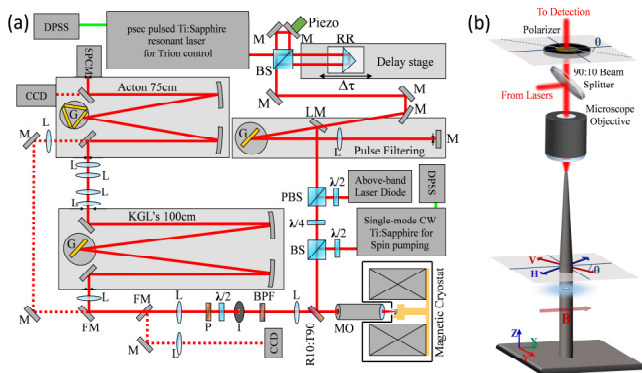 (a)
DPSS
psec pulsed Ti:Sapphire
resonant laser
for Trion control
M
M
Piezo
BS
RR
Delay stage
Δτ
M
M
M
M
SPCM
CCD
Acton 75cm
G
M
L
L
L
L
L
G
LM
L
M
Pulse Filtering
PBS
λ/2
Above-band
Laser Diode
DPSS
λ/4
BS
λ/2
Single-mode CW
Ti:Sapphire for
Spin pumping
KGL's 100cm
G
L
M
FM
FM
L
P
λ/2
I
BPF
L
R10:T90
MO
Magnetic Cryostat
M
L
CCD
(b)
To Detection
Polarizer
θ
90:10 Beam
Splitter
From Lasers
Microscope
Objective
V
H
θ
B
Z
X
Y